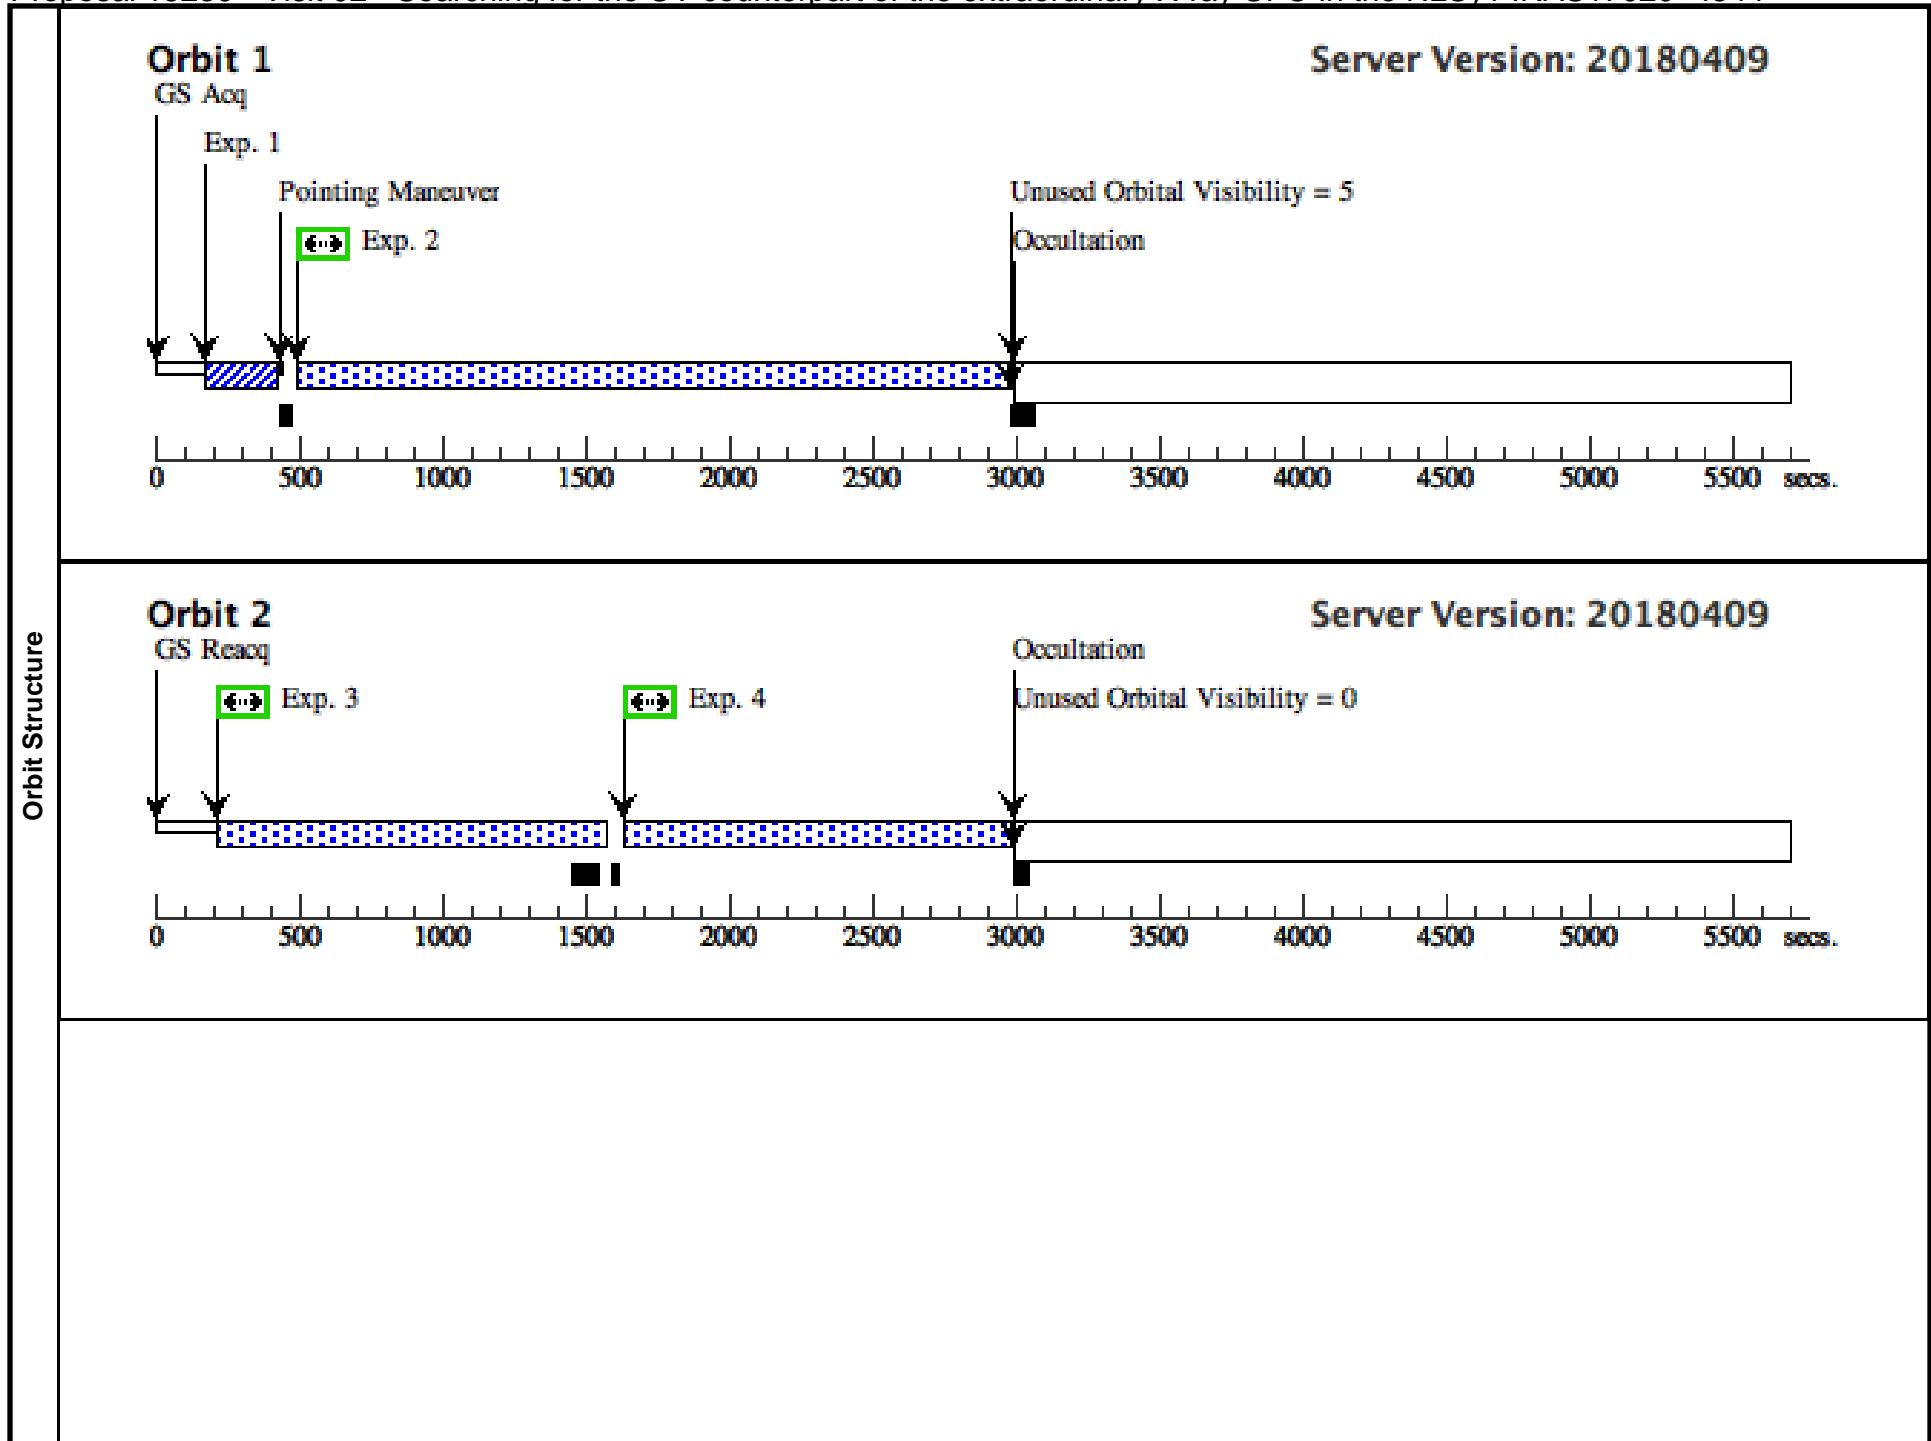 Orbit 1 Server Version: 20180409
GS Acq
Exp. 1
Pointing Maneuver Unused Orbital Visibility = 5
Exp. 2 Occultation
0 500 1000 1500 2000 2500 3000 3500 4000 4500 5000 5500 secs.
Orbit Structure
Orbit 2 Server Version: 20180409
GS Reacq Occultation
Exp. 3 Exp. 4 Unused Orbital Visibility = 0
0 500 1000 1500 2000 2500 3000 3500 4000 4500 5000 5500 secs.